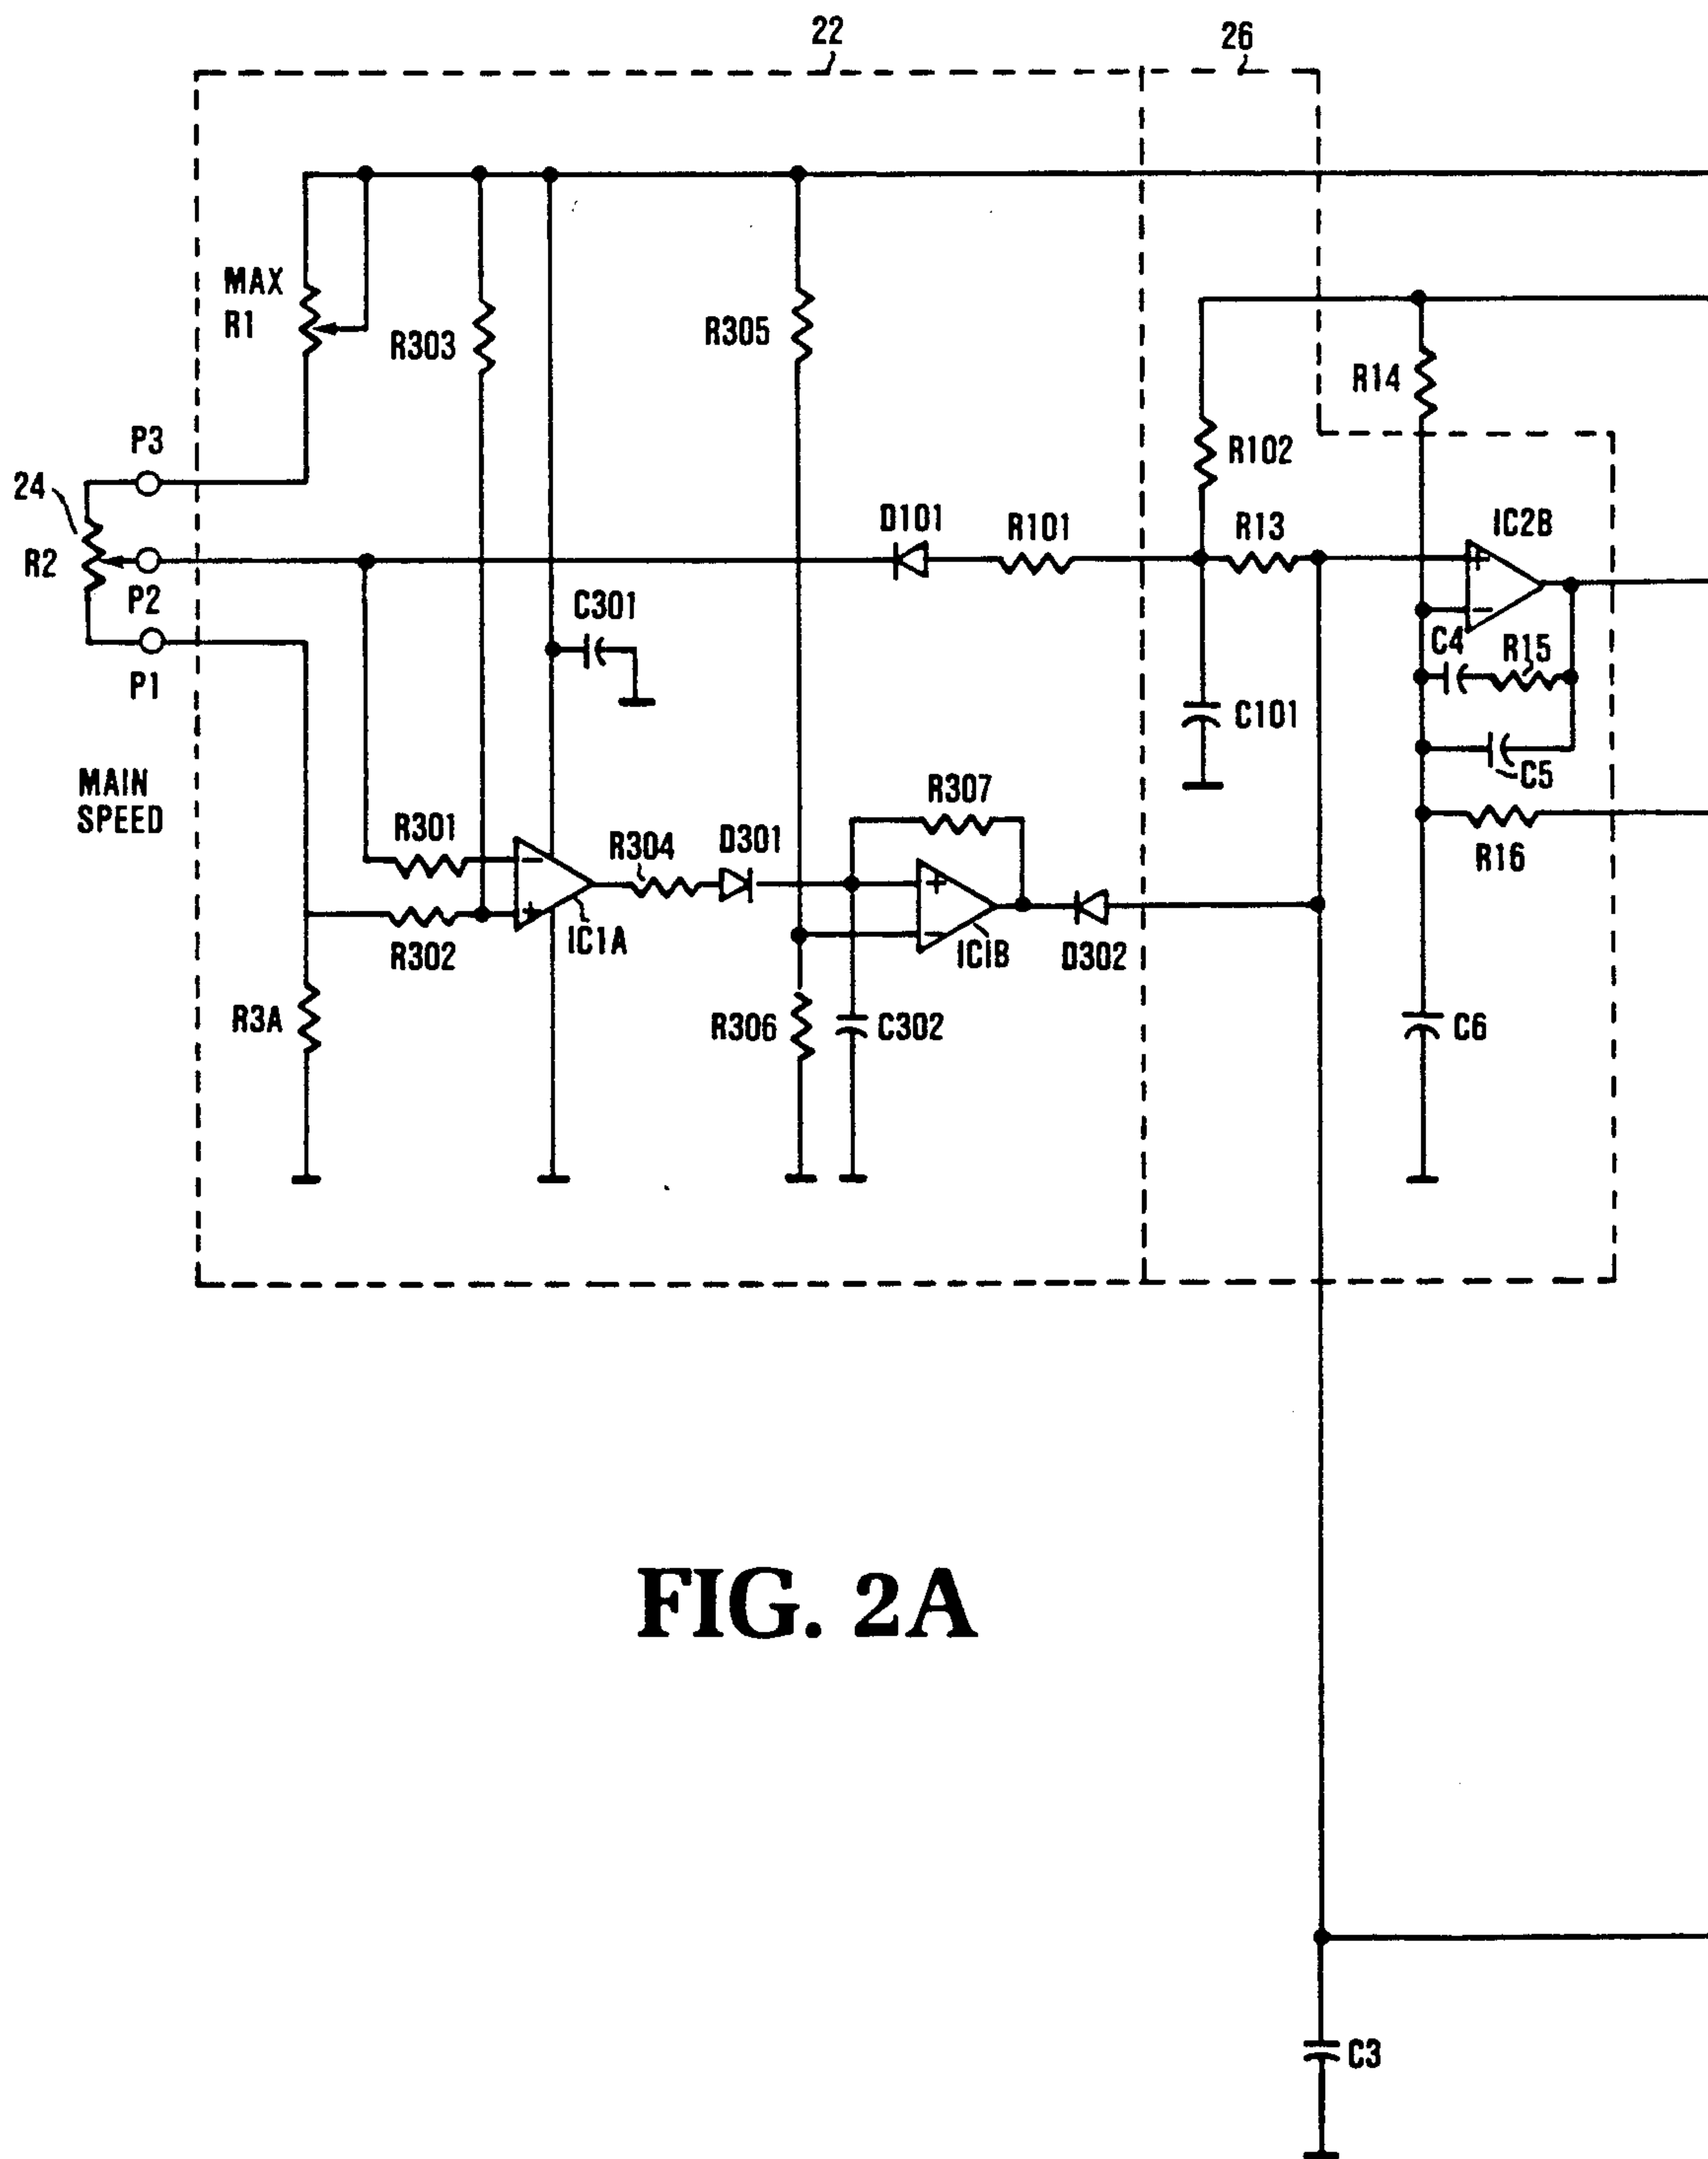 22
26
MAX
R1
R303
R305
R14
P3
R102
24
D101
R101
R13
IC2B
+
R2
P2
C301
−
C4
R15
P1
C101
C5
MAIN
SPEED
R307
R301
R304
D301
R16
−
+
+
−
R302
IC1A
IC1B
D302
R3A
R306
C302
C6
FIG. 2A
C3